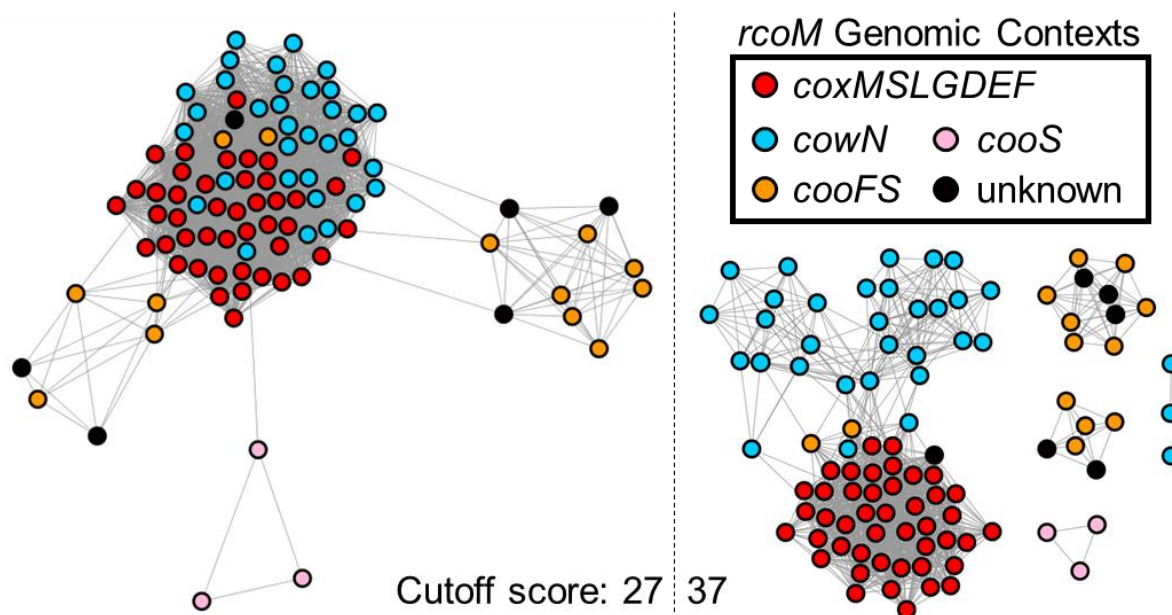 rcoM Genomic Contexts
coxMSLGDEF
cowN
cooS
cooFS
unknown
Cutoff score: 27
37